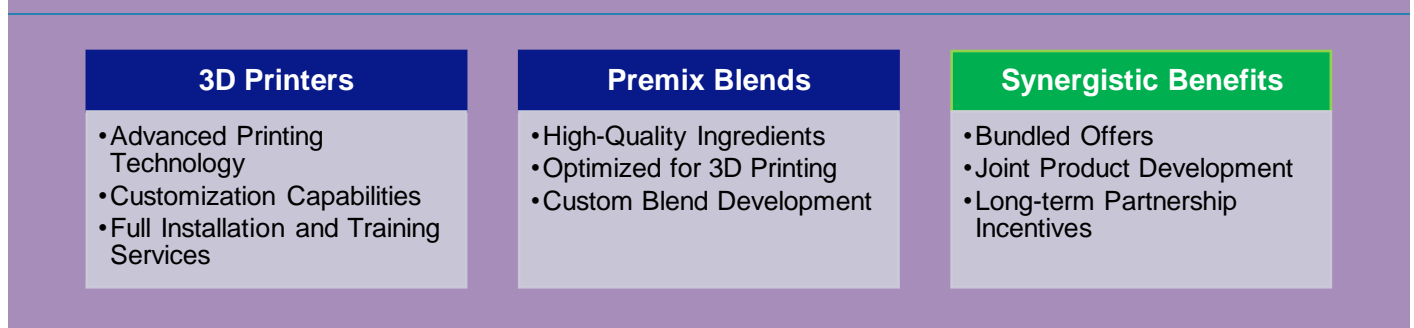 3D Printers
•Advanced Printing
Technology
•Customization Capabilities
•Full Installation and Training
Services
Premix Blends
•High-Quality Ingredients
•Optimized for 3D Printing
•Custom Blend Development
Synergistic Benefits
•Bundled Offers
•Joint Product Development
•Long-term Partnership
Incentives